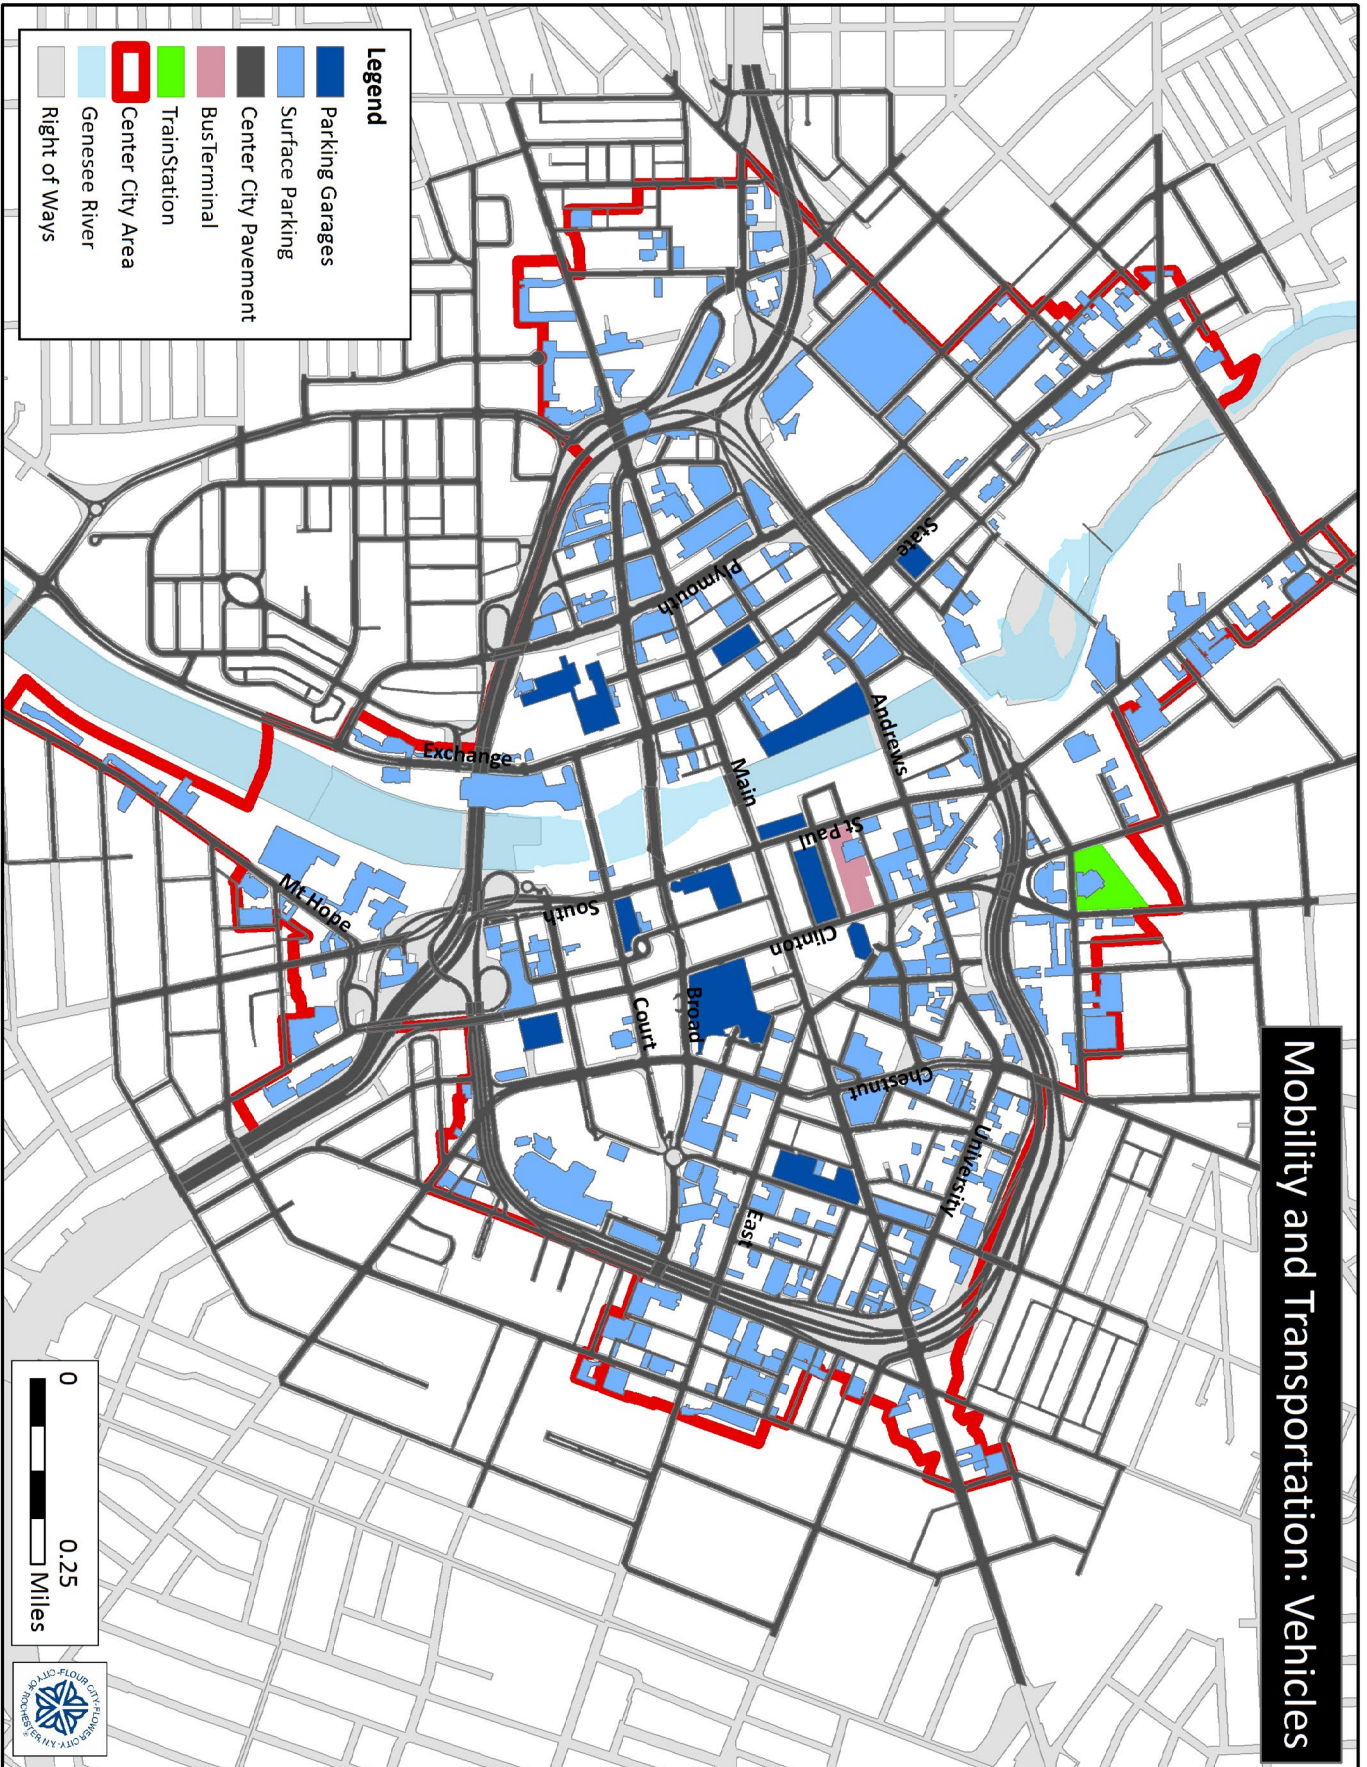 Mobility and Transportation: Vehicles
State
Plymouth
Andrews
Main
Exchange
St Paul
Mt Hope
South
Clinton
Court
Broad
Chestnut
University
East
Legend
Parking Garages
Surface Parking
Center City Pavement
BusTerminal
TrainStation
Center City Area
Genesee River
Right of Ways
0 0.25
Miles
CITY OF ROCHESTER, N.Y.
FLOUR CITY-FLOWER CITY